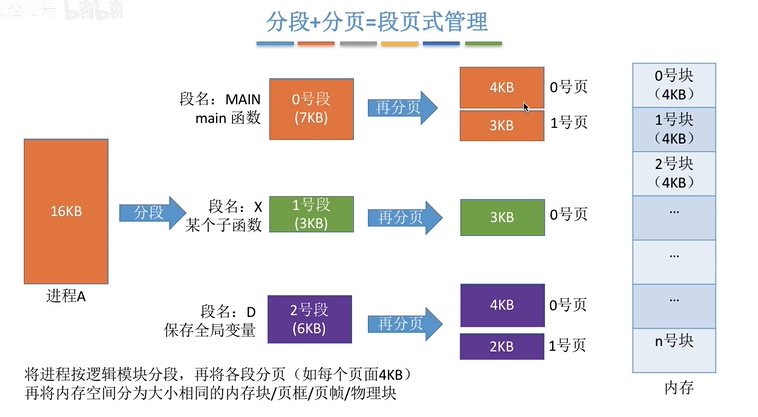 分段+分页=段页式管理
段名：MAIN
main 函数
0号段
(7KB)
再分页
4KB
0号页
3KB
1号页
16KB
进程A
分段
段名：X
某个子函数
1号段
(3KB)
再分页
3KB
0号页
段名：D
保存全局变量
2号段
(6KB)
再分页
4KB
0号页
2KB
1号页
0号块
（4KB）
1号块
（4KB）
2号块
（4KB）
...
...
...
n号块
内存
将进程按逻辑模块分段，再将各段分页（如每个页面4KB）
再将内存空间分为大小相同的内存块/页框/页帧/物理块